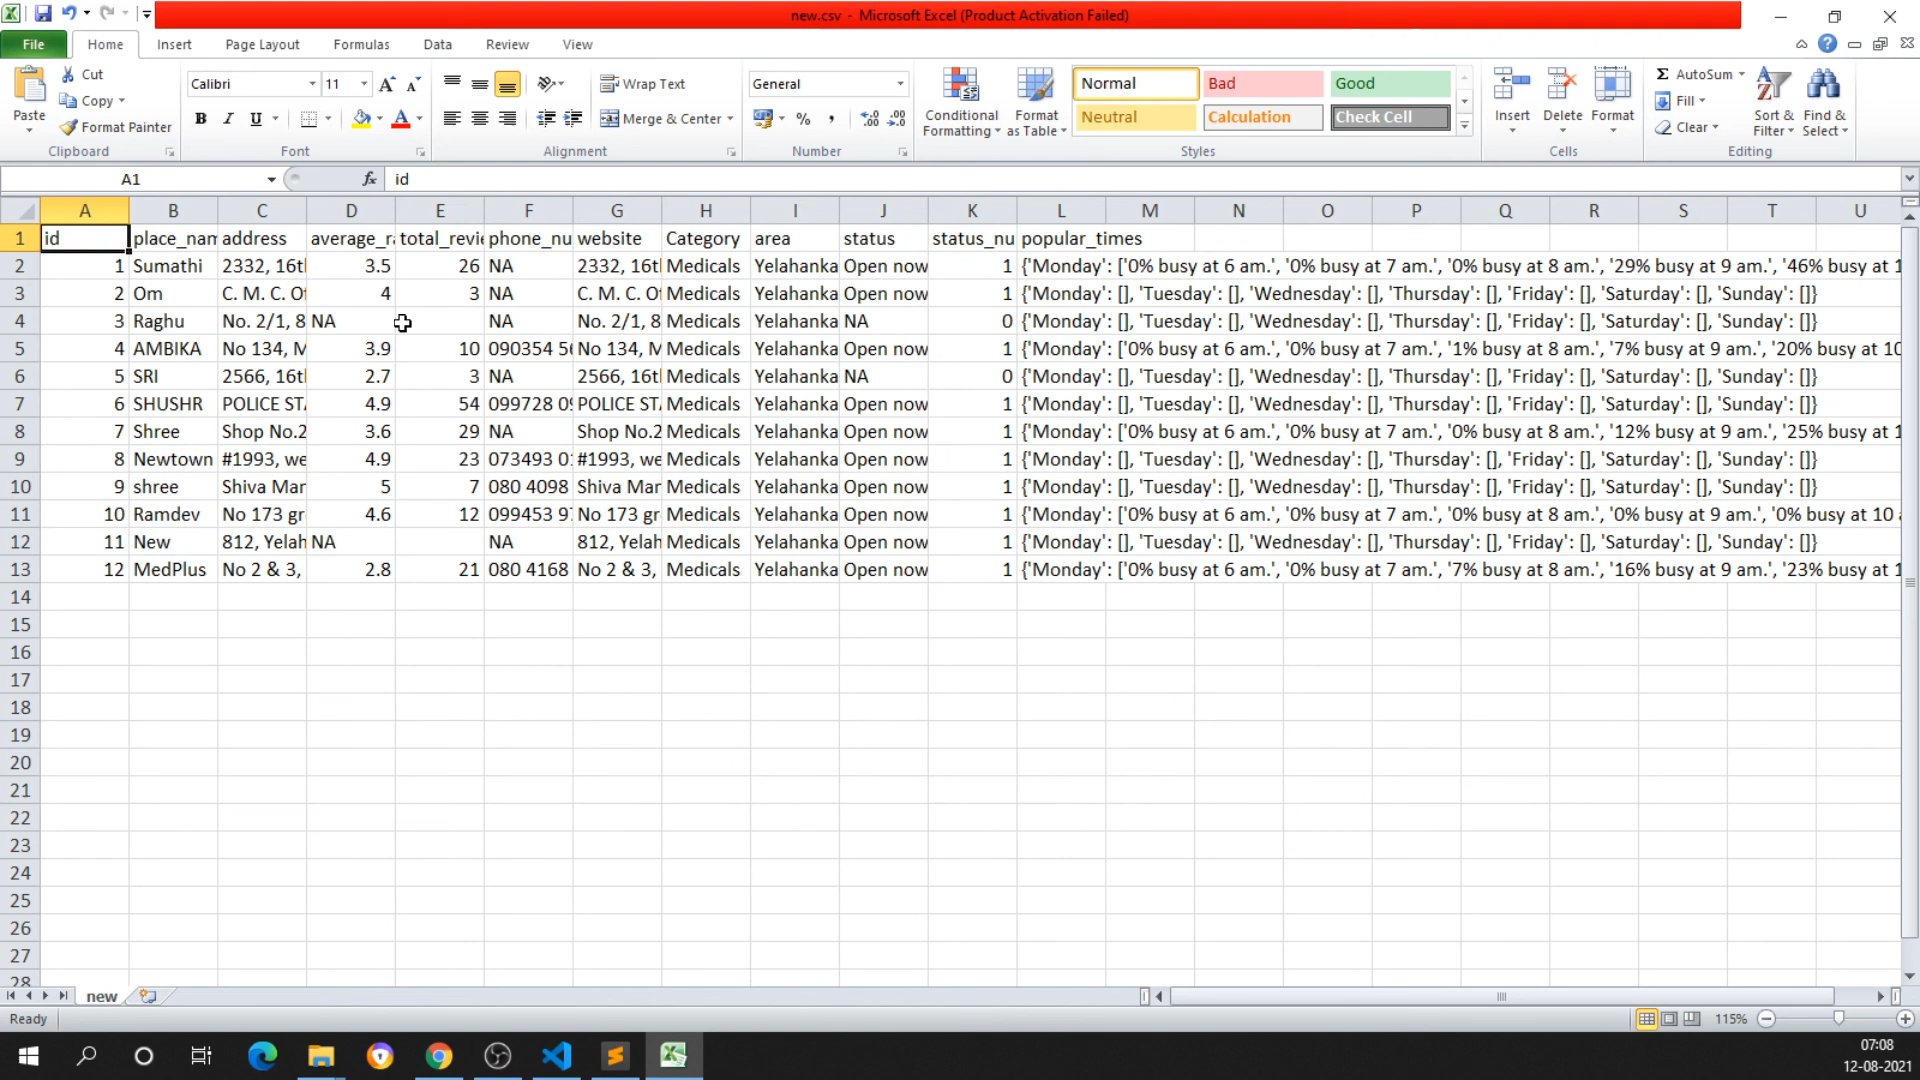 new.csv - Microsoft Excel (Product Activation Failed)
File Home Insert Page Layout Formulas Data Review View
Cut
Copy
Format Painter
Paste
Clipboard
Calibri 11
B I U
Font
Wrap Text
Merge & Center
Alignment
General
Number
Conditional Formatting
Format as Table
Normal Bad Good
Neutral Calculation Check Cell
Styles
Insert Delete Format
Cells
AutoSum
Fill
Clear
Sort & Filter
Find & Select
Editing
A1 fx id
A B C D E F G H I J K L M N O P Q R S T U
1 id place_nam address average_ra total_revie phone_nu website Category area status status_nu popular_times
2 1 Sumathi 2332, 16th 3.5 26 NA 2332, 16th Medicals Yelahanka Open now 1 {'Monday': ['0% busy at 6 am.', '0% busy at 7 am.', '0% busy at 8 am.', '29% busy at 9 am.', '46% busy at 1
3 2 Om C. M. C. Of 4 3 NA C. M. C. Of Medicals Yelahanka Open now 1 {'Monday': [], 'Tuesday': [], 'Wednesday': [], 'Thursday': [], 'Friday': [], 'Saturday': [], 'Sunday': []}
4 3 Raghu No. 2/1, 8 NA NA No. 2/1, 8 Medicals Yelahanka NA 0 {'Monday': [], 'Tuesday': [], 'Wednesday': [], 'Thursday': [], 'Friday': [], 'Saturday': [], 'Sunday': []}
5 4 AMBIKA No 134, M 3.9 10 090354 56 No 134, M Medicals Yelahanka Open now 1 {'Monday': ['0% busy at 6 am.', '0% busy at 7 am.', '1% busy at 8 am.', '7% busy at 9 am.', '20% busy at 10
6 5 SRI 2566, 16th 2.7 3 NA 2566, 16th Medicals Yelahanka NA 0 {'Monday': [], 'Tuesday': [], 'Wednesday': [], 'Thursday': [], 'Friday': [], 'Saturday': [], 'Sunday': []}
7 6 SHUSHR POLICE STA 4.9 54 099728 09 POLICE STA Medicals Yelahanka Open now 1 {'Monday': [], 'Tuesday': [], 'Wednesday': [], 'Thursday': [], 'Friday': [], 'Saturday': [], 'Sunday': []}
8 7 Shree Shop No.2 3.6 29 NA Shop No.2 Medicals Yelahanka Open now 1 {'Monday': ['0% busy at 6 am.', '0% busy at 7 am.', '0% busy at 8 am.', '12% busy at 9 am.', '25% busy at 1
9 8 Newtown #1993, we 4.9 23 073493 01 #1993, we Medicals Yelahanka Open now 1 {'Monday': [], 'Tuesday': [], 'Wednesday': [], 'Thursday': [], 'Friday': [], 'Saturday': [], 'Sunday': []}
10 9 shree Shiva Mar 5 7 080 4098 Shiva Mar Medicals Yelahanka Open now 1 {'Monday': [], 'Tuesday': [], 'Wednesday': [], 'Thursday': [], 'Friday': [], 'Saturday': [], 'Sunday': []}
11 10 Ramdev No 173 gr 4.6 12 099453 97 No 173 gr Medicals Yelahanka Open now 1 {'Monday': ['0% busy at 6 am.', '0% busy at 7 am.', '0% busy at 8 am.', '0% busy at 9 am.', '0% busy at 10 a
12 11 New 812, Yelah NA NA 812, Yelah Medicals Yelahanka Open now 1 {'Monday': [], 'Tuesday': [], 'Wednesday': [], 'Thursday': [], 'Friday': [], 'Saturday': [], 'Sunday': []}
13 12 MedPlus No 2 & 3, 2.8 21 080 4168 No 2 & 3, Medicals Yelahanka Open now 1 {'Monday': ['0% busy at 6 am.', '0% busy at 7 am.', '7% busy at 8 am.', '16% busy at 9 am.', '23% busy at 1
14
15
16
17
18
19
20
21
22
23
24
25
26
27
28
new
Ready 115%
07:08
12-08-2021